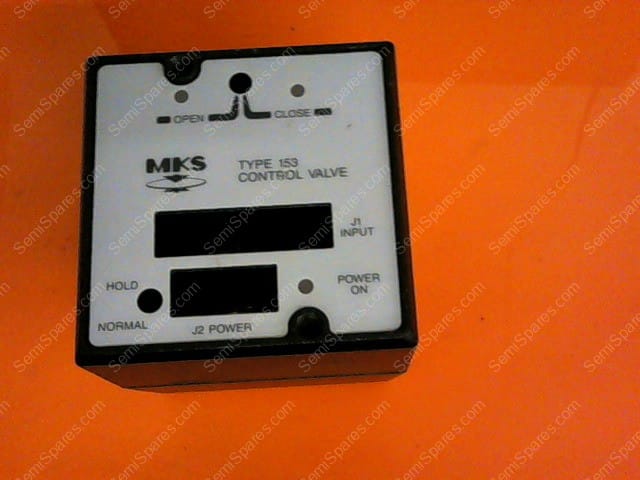 OPEN CLOSE
MKS
TYPE 153
CONTROL VALVE
J1
INPUT
HOLD
POWER
ON
NORMAL
J2 POWER
SemiSpares.com